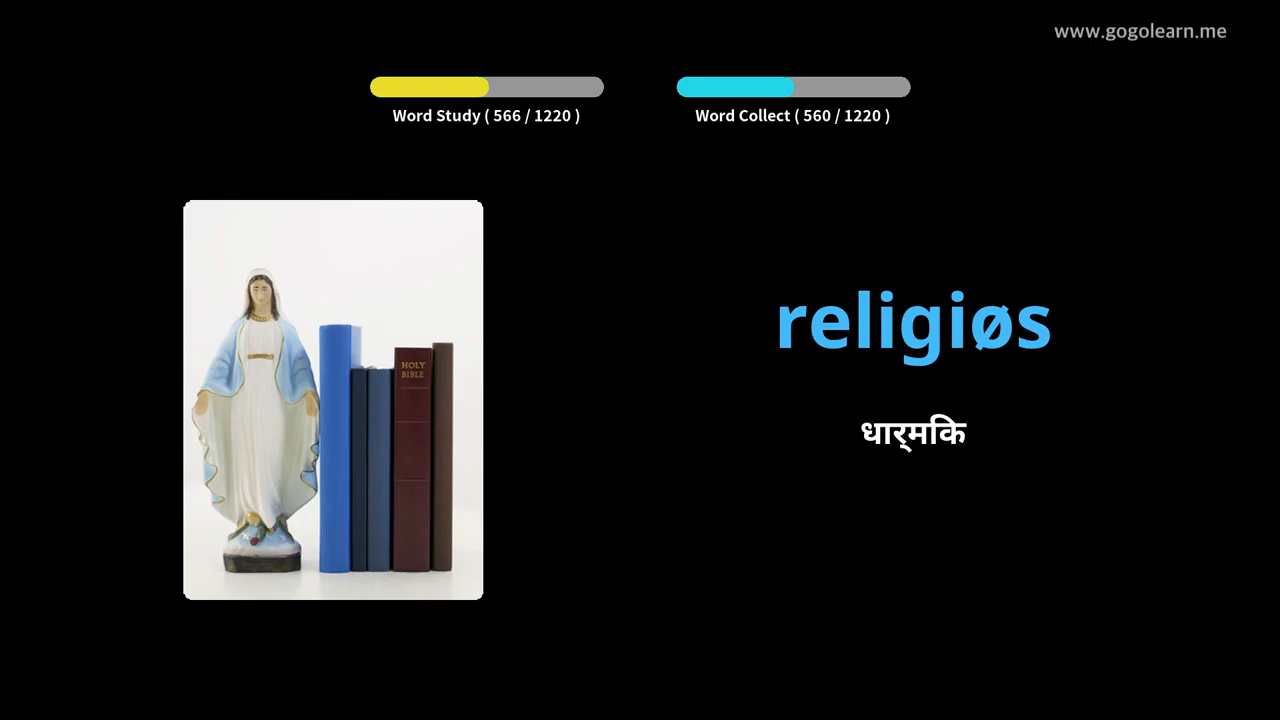 www.gogolearn.me
Word Study ( 566 / 1220 )
Word Collect ( 560 / 1220 )
HOLY
BIBLE
religiøs
धार्मिक